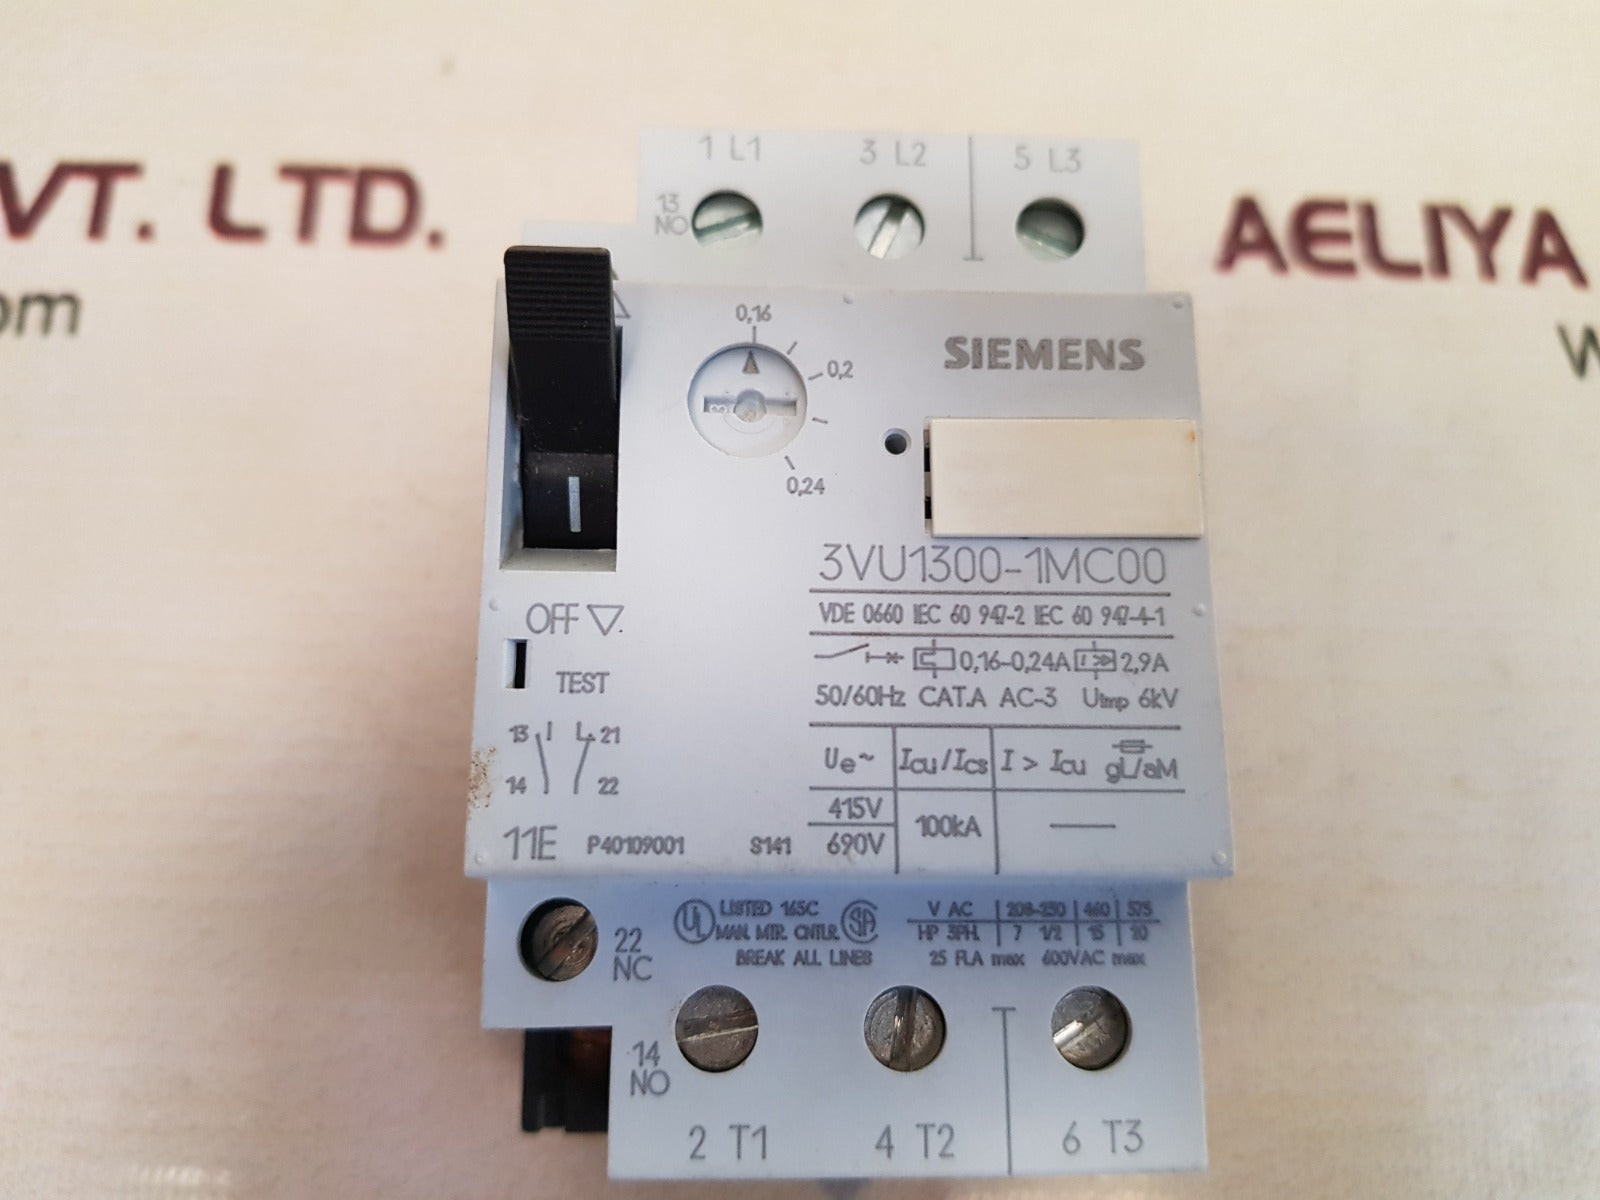 VT. LTD.
om
AELIYA
W
1 L1 3 L2 5 L3
13
NO
0,16
0,2
0,24
SIEMENS
I
3VU1300-1MC00
VDE 0660 IEC 60 947-2 IEC 60 947-4-1
0,16-0,24A I>> 2,9A
50/60Hz CAT.A AC-3 Uimp 6kV
OFF ▽
TEST
13 21
14 22
11E P40109001 S141
Ue~ Icu/Ics I > Icu gL/aM
415V
100kA
690V
UL LISTED 165C
MAN. MTR. CNTLR.
BREAK ALL LINES
V AC 208-230 460 575
HP 3PH. 7 1/2 15 20
25 FLA max 600VAC max
22
NC
14
NO
2 T1 4 T2 6 T3